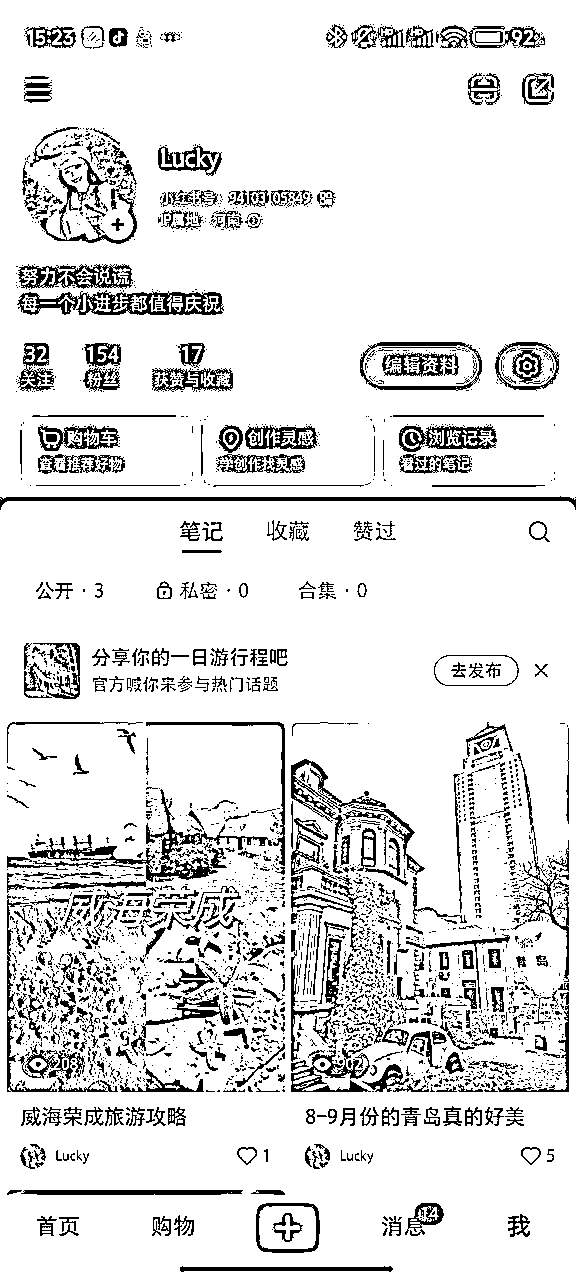 15:23
92
Lucky
小红书号：94103105849
IP属地：河南
努力不会说谎
每一个小进步都值得庆祝
32 154 17
关注 粉丝 获赞与收藏
编辑资料
购物车 创作灵感 浏览记录
查看推荐好物 学创作找灵感 看过的笔记
笔记 收藏 赞过
公开 · 3 私密 · 0 合集 · 0
分享你的一日游行程吧
官方喊你来参与热门话题
去发布
威海荣成
青岛
威海荣成旅游攻略
Lucky 1
8-9月份的青岛真的好美
Lucky 5
首页 购物 消息 我